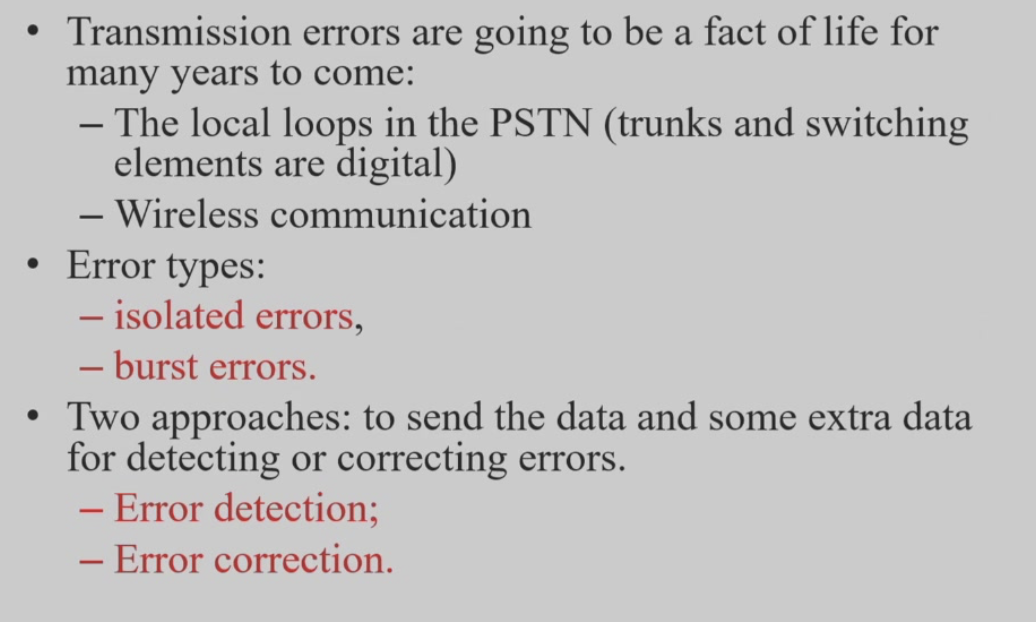 • Transmission errors are going to be a fact of life for
many years to come:
– The local loops in the PSTN (trunks and switching
elements are digital)
– Wireless communication
• Error types:
– isolated errors,
– burst errors.
• Two approaches: to send the data and some extra data
for detecting or correcting errors.
– Error detection;
– Error correction.